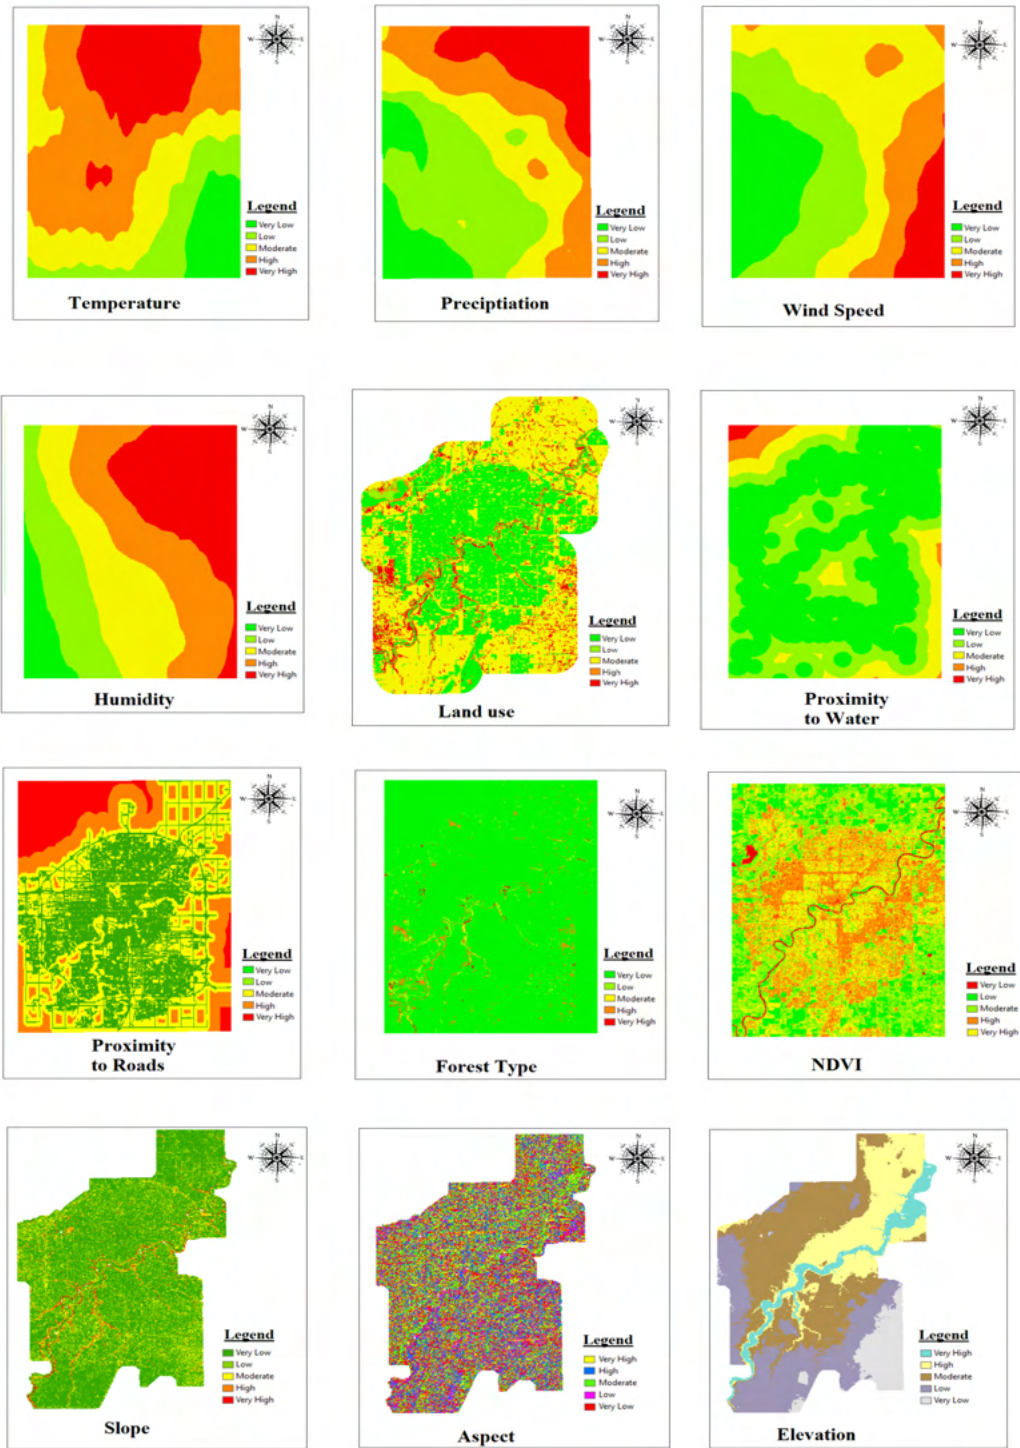 N
W E
S
Legend
Very Low
Low
Moderate
High
Very High
Temperature
N
W E
S
Legend
Very Low
Low
Moderate
High
Very High
Preciptiation
N
W E
S
Legend
Very Low
Low
Moderate
High
Very High
Wind Speed
N
W E
S
Legend
Very Low
Low
Moderate
High
Very High
Humidity
N
W E
S
Legend
Very Low
Low
Moderate
High
Very High
Land use
N
W E
S
Legend
Very Low
Low
Moderate
High
Very High
Proximity
to Water
N
W E
S
Legend
Very Low
Low
Moderate
High
Very High
Proximity
to Roads
N
W E
S
Legend
Very Low
Low
Moderate
High
Very High
Forest Type
N
W E
S
Legend
Very Low
Low
Moderate
High
Very High
NDVI
N
W E
S
Legend
Very Low
Low
Moderate
High
Very High
Slope
N
W E
S
Legend
Very High
High
Moderate
Low
Very Low
Aspect
N
W E
S
Legend
Very High
High
Moderate
Low
Very Low
Elevation